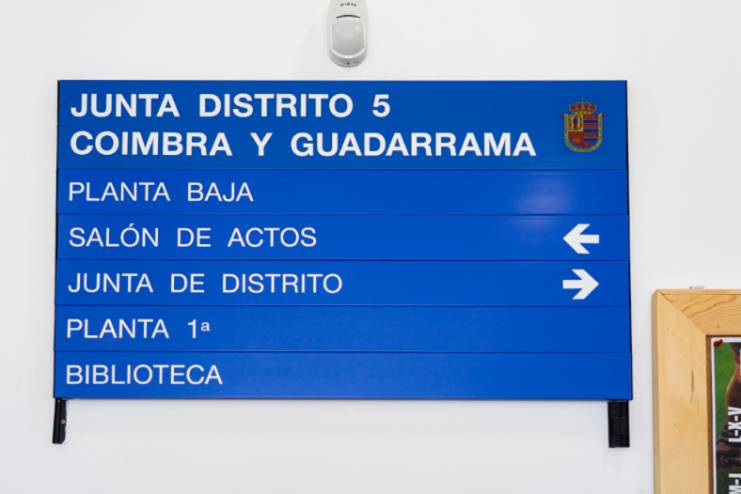 JUNTA DISTRITO 5
COIMBRA Y GUADARRAMA
PLANTA BAJA
SALÓN DE ACTOS
JUNTA DE DISTRITO
PLANTA 1ª
BIBLIOTECA
L-X-V
M-J